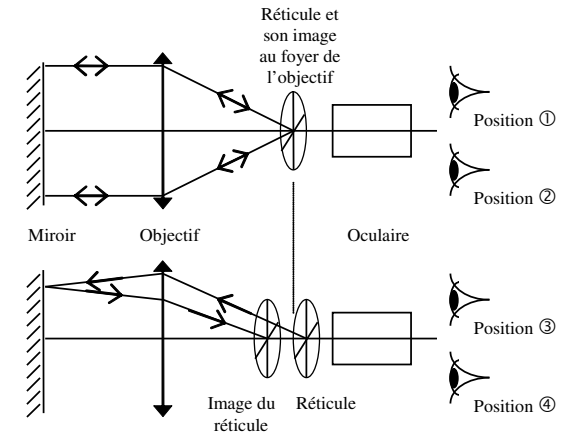 Réticule et
son image
au foyer de
l'objectif
Position ①
Position ②
Miroir
Objectif
Oculaire
Position ③
Position ④
Image du
réticule
Réticule